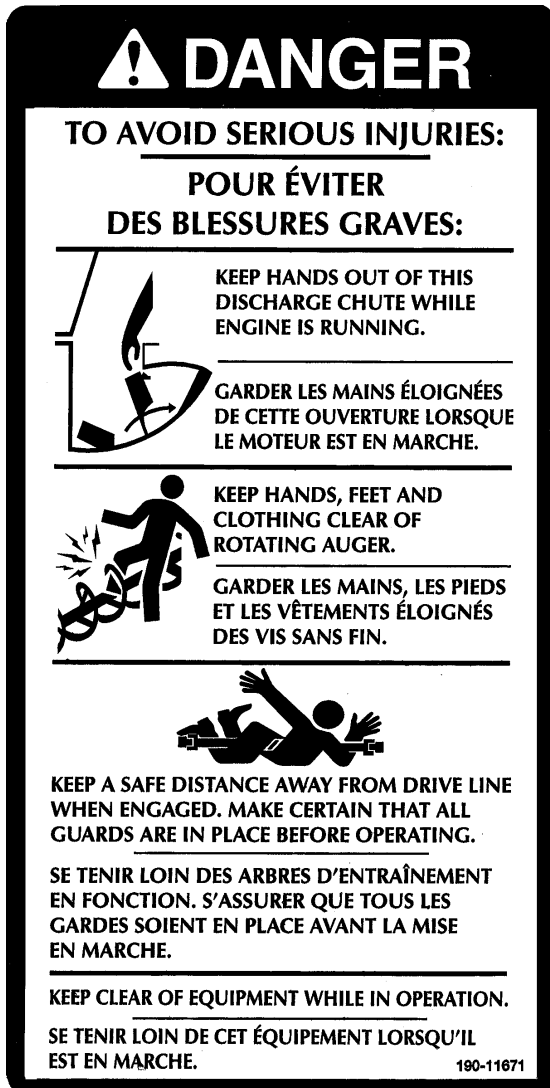 DANGER
TO AVOID SERIOUS INJURIES:
POUR ÉVITER
DES BLESSURES GRAVES:
KEEP HANDS OUT OF THIS
DISCHARGE CHUTE WHILE
ENGINE IS RUNNING.
GARDER LES MAINS ÉLOIGNÉES
DE CETTE OUVERTURE LORSQUE
LE MOTEUR EST EN MARCHE.
KEEP HANDS, FEET AND
CLOTHING CLEAR OF
ROTATING AUGER.
GARDER LES MAINS, LES PIEDS
ET LES VÊTEMENTS ÉLOIGNÉS
DES VIS SANS FIN.
KEEP A SAFE DISTANCE AWAY FROM DRIVE LINE
WHEN ENGAGED. MAKE CERTAIN THAT ALL
GUARDS ARE IN PLACE BEFORE OPERATING.
SE TENIR LOIN DES ARBRES D'ENTRAÎNEMENT
EN FONCTION. S'ASSURER QUE TOUS LES
GARDES SOIENT EN PLACE AVANT LA MISE
EN MARCHE.
KEEP CLEAR OF EQUIPMENT WHILE IN OPERATION.
SE TENIR LOIN DE CET ÉQUIPEMENT LORSQU'IL
EST EN MARCHE.
190-11671